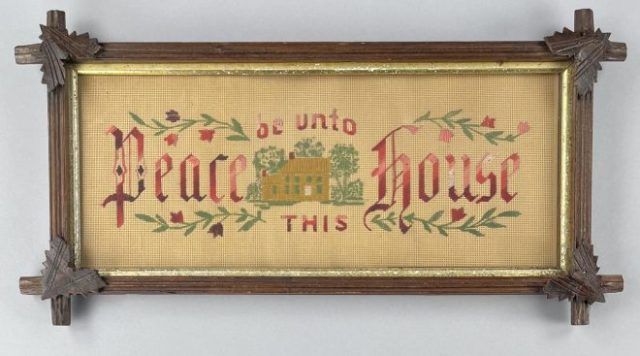 be unto
Peace House
THIS